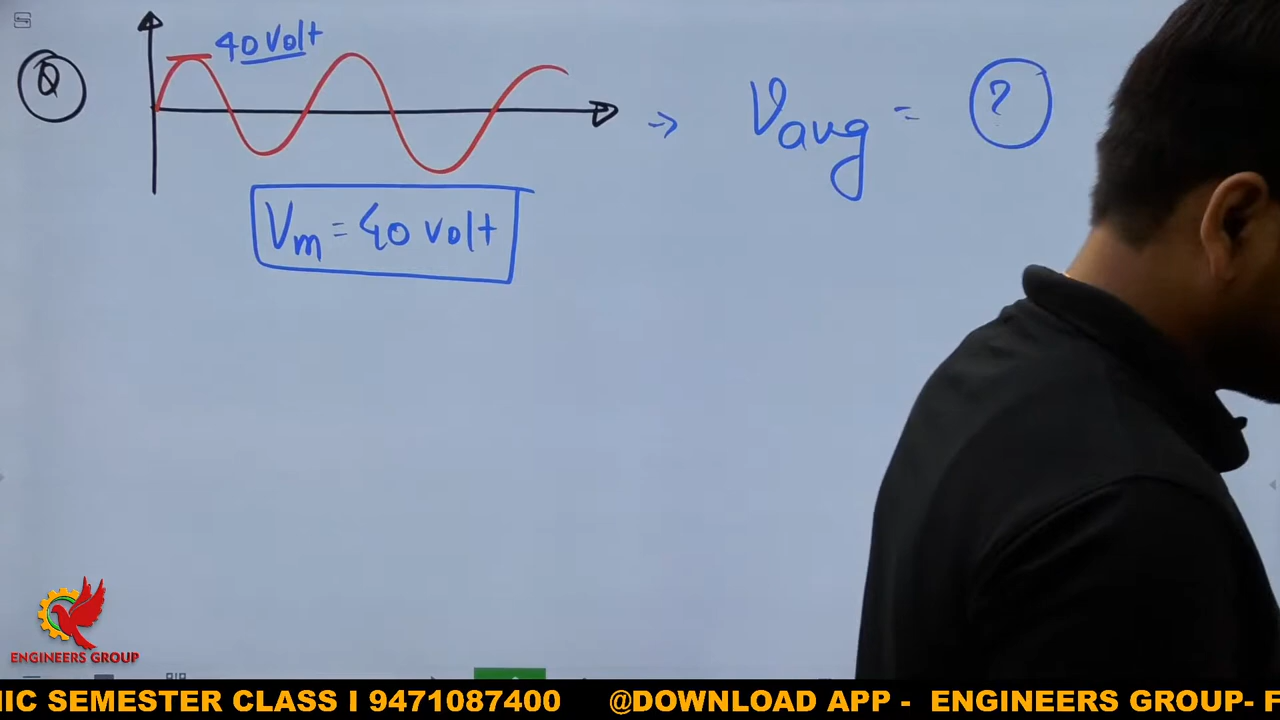 Q
40 Volt
Vavg = ?
Vm = 40 volt
ENGINEERS GROUP
IC SEMESTER CLASS I 9471087400 @DOWNLOAD APP - ENGINEERS GROUP- F